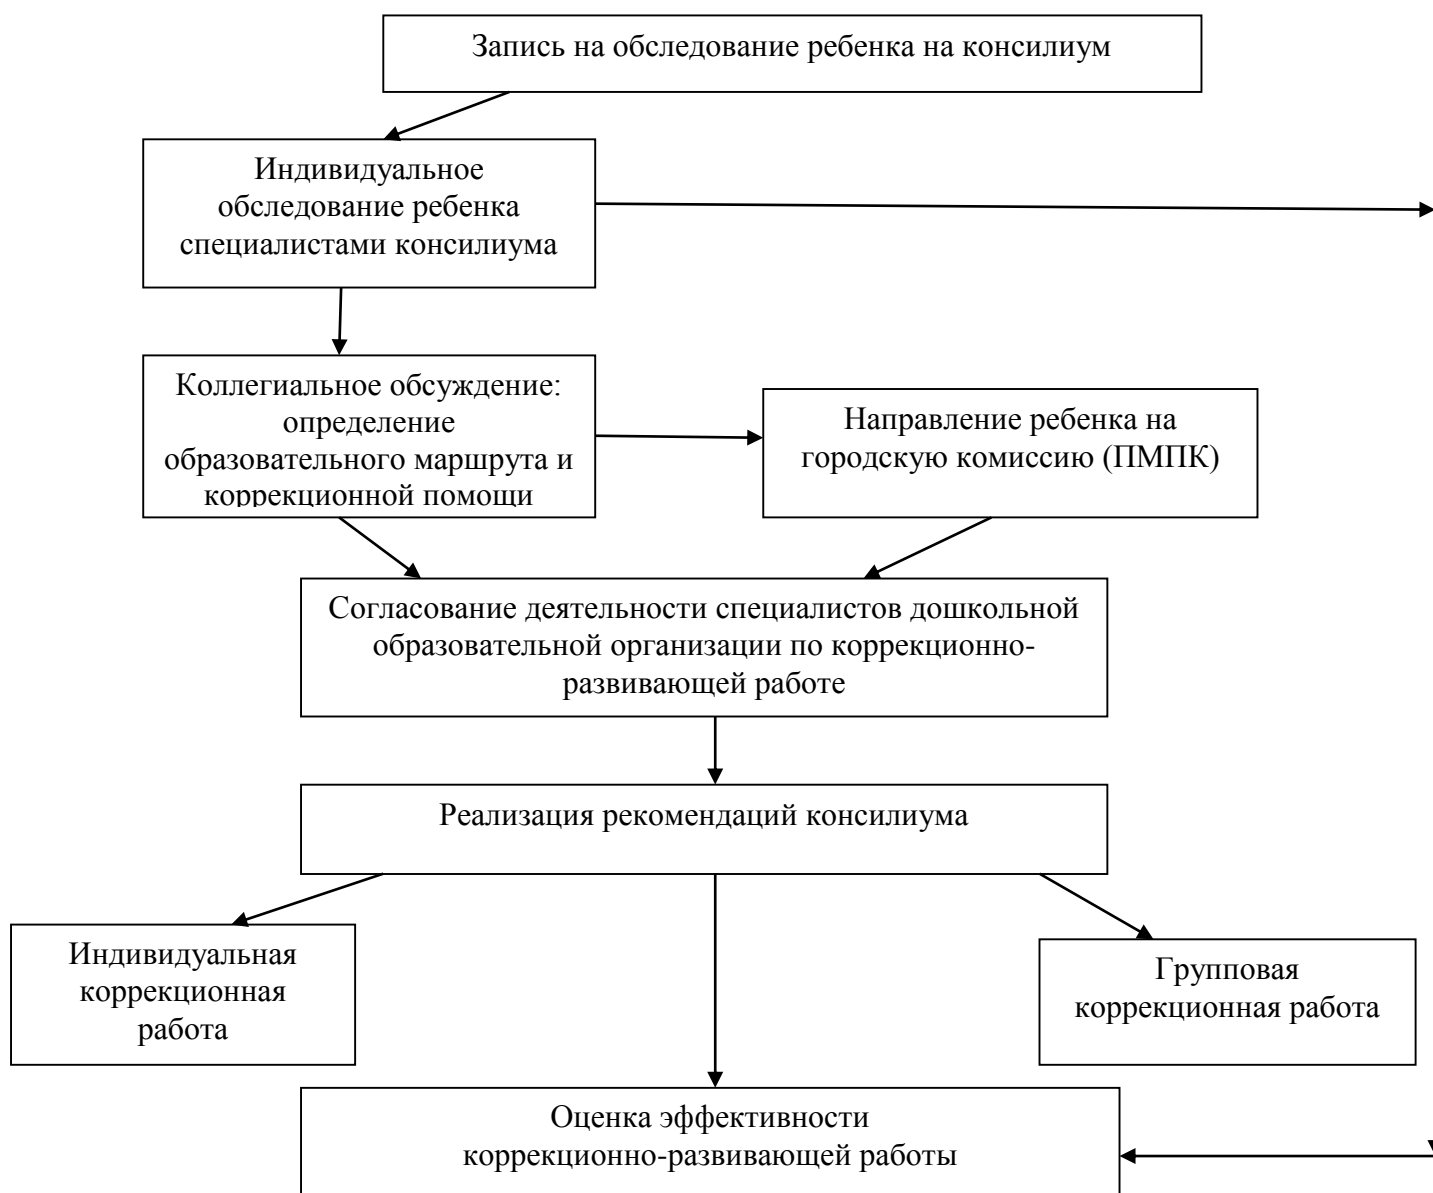 Запись на обследование ребенка на консилиум
Индивидуальное
обследование ребенка
специалистами консилиума
Коллегиальное обсуждение:
определение
образовательного маршрута и
коррекционной помощи
Направление ребенка на
городскую комиссию (ПМПК)
Согласование деятельности специалистов дошкольной
образовательной организации по коррекционно-
развивающей работе
Реализация рекомендаций консилиума
Индивидуальная
коррекционная
работа
Групповая
коррекционная работа
Оценка эффективности
коррекционно-развивающей работы